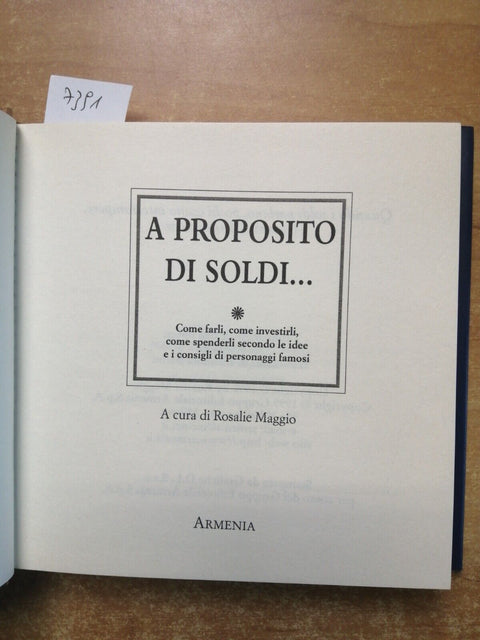 7391
A PROPOSITO
DI SOLDI...
Come farli, come investirli,
come spenderli secondo le idee
e i consigli di personaggi famosi
A cura di Rosalie Maggio
ARMENIA